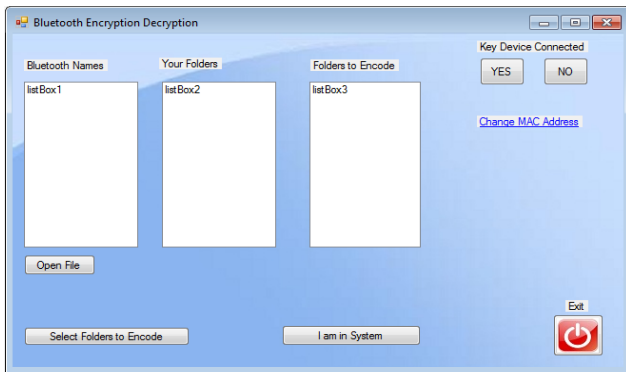 Bluetooth Encryption Decryption
Key Device Connected
Bluetooth Names
Your Folders
Folders to Encode
YES
NO
listBox1
listBox2
listBox3
Change MAC Address
Open File
Exit
Select Folders to Encode
I am in System